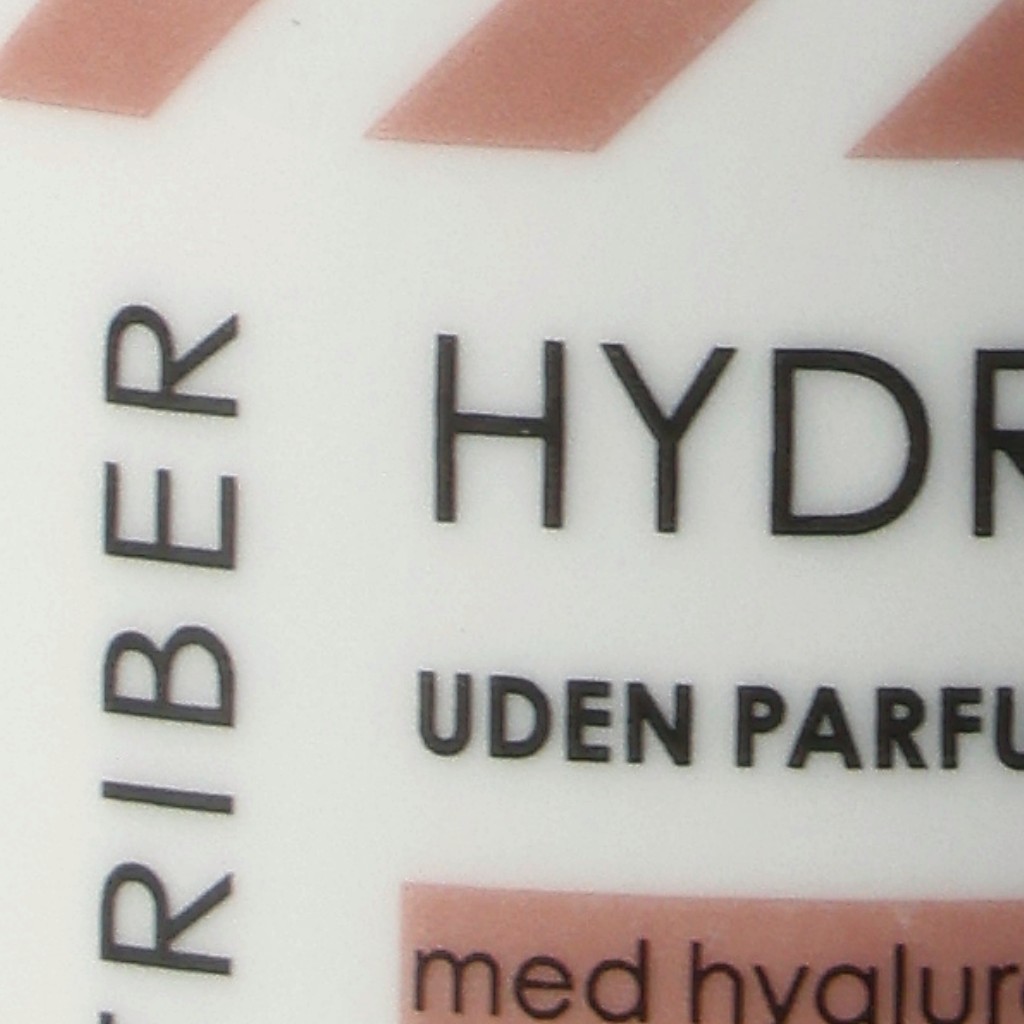 RIBER
HYDR
UDEN PARFU
med hyalur